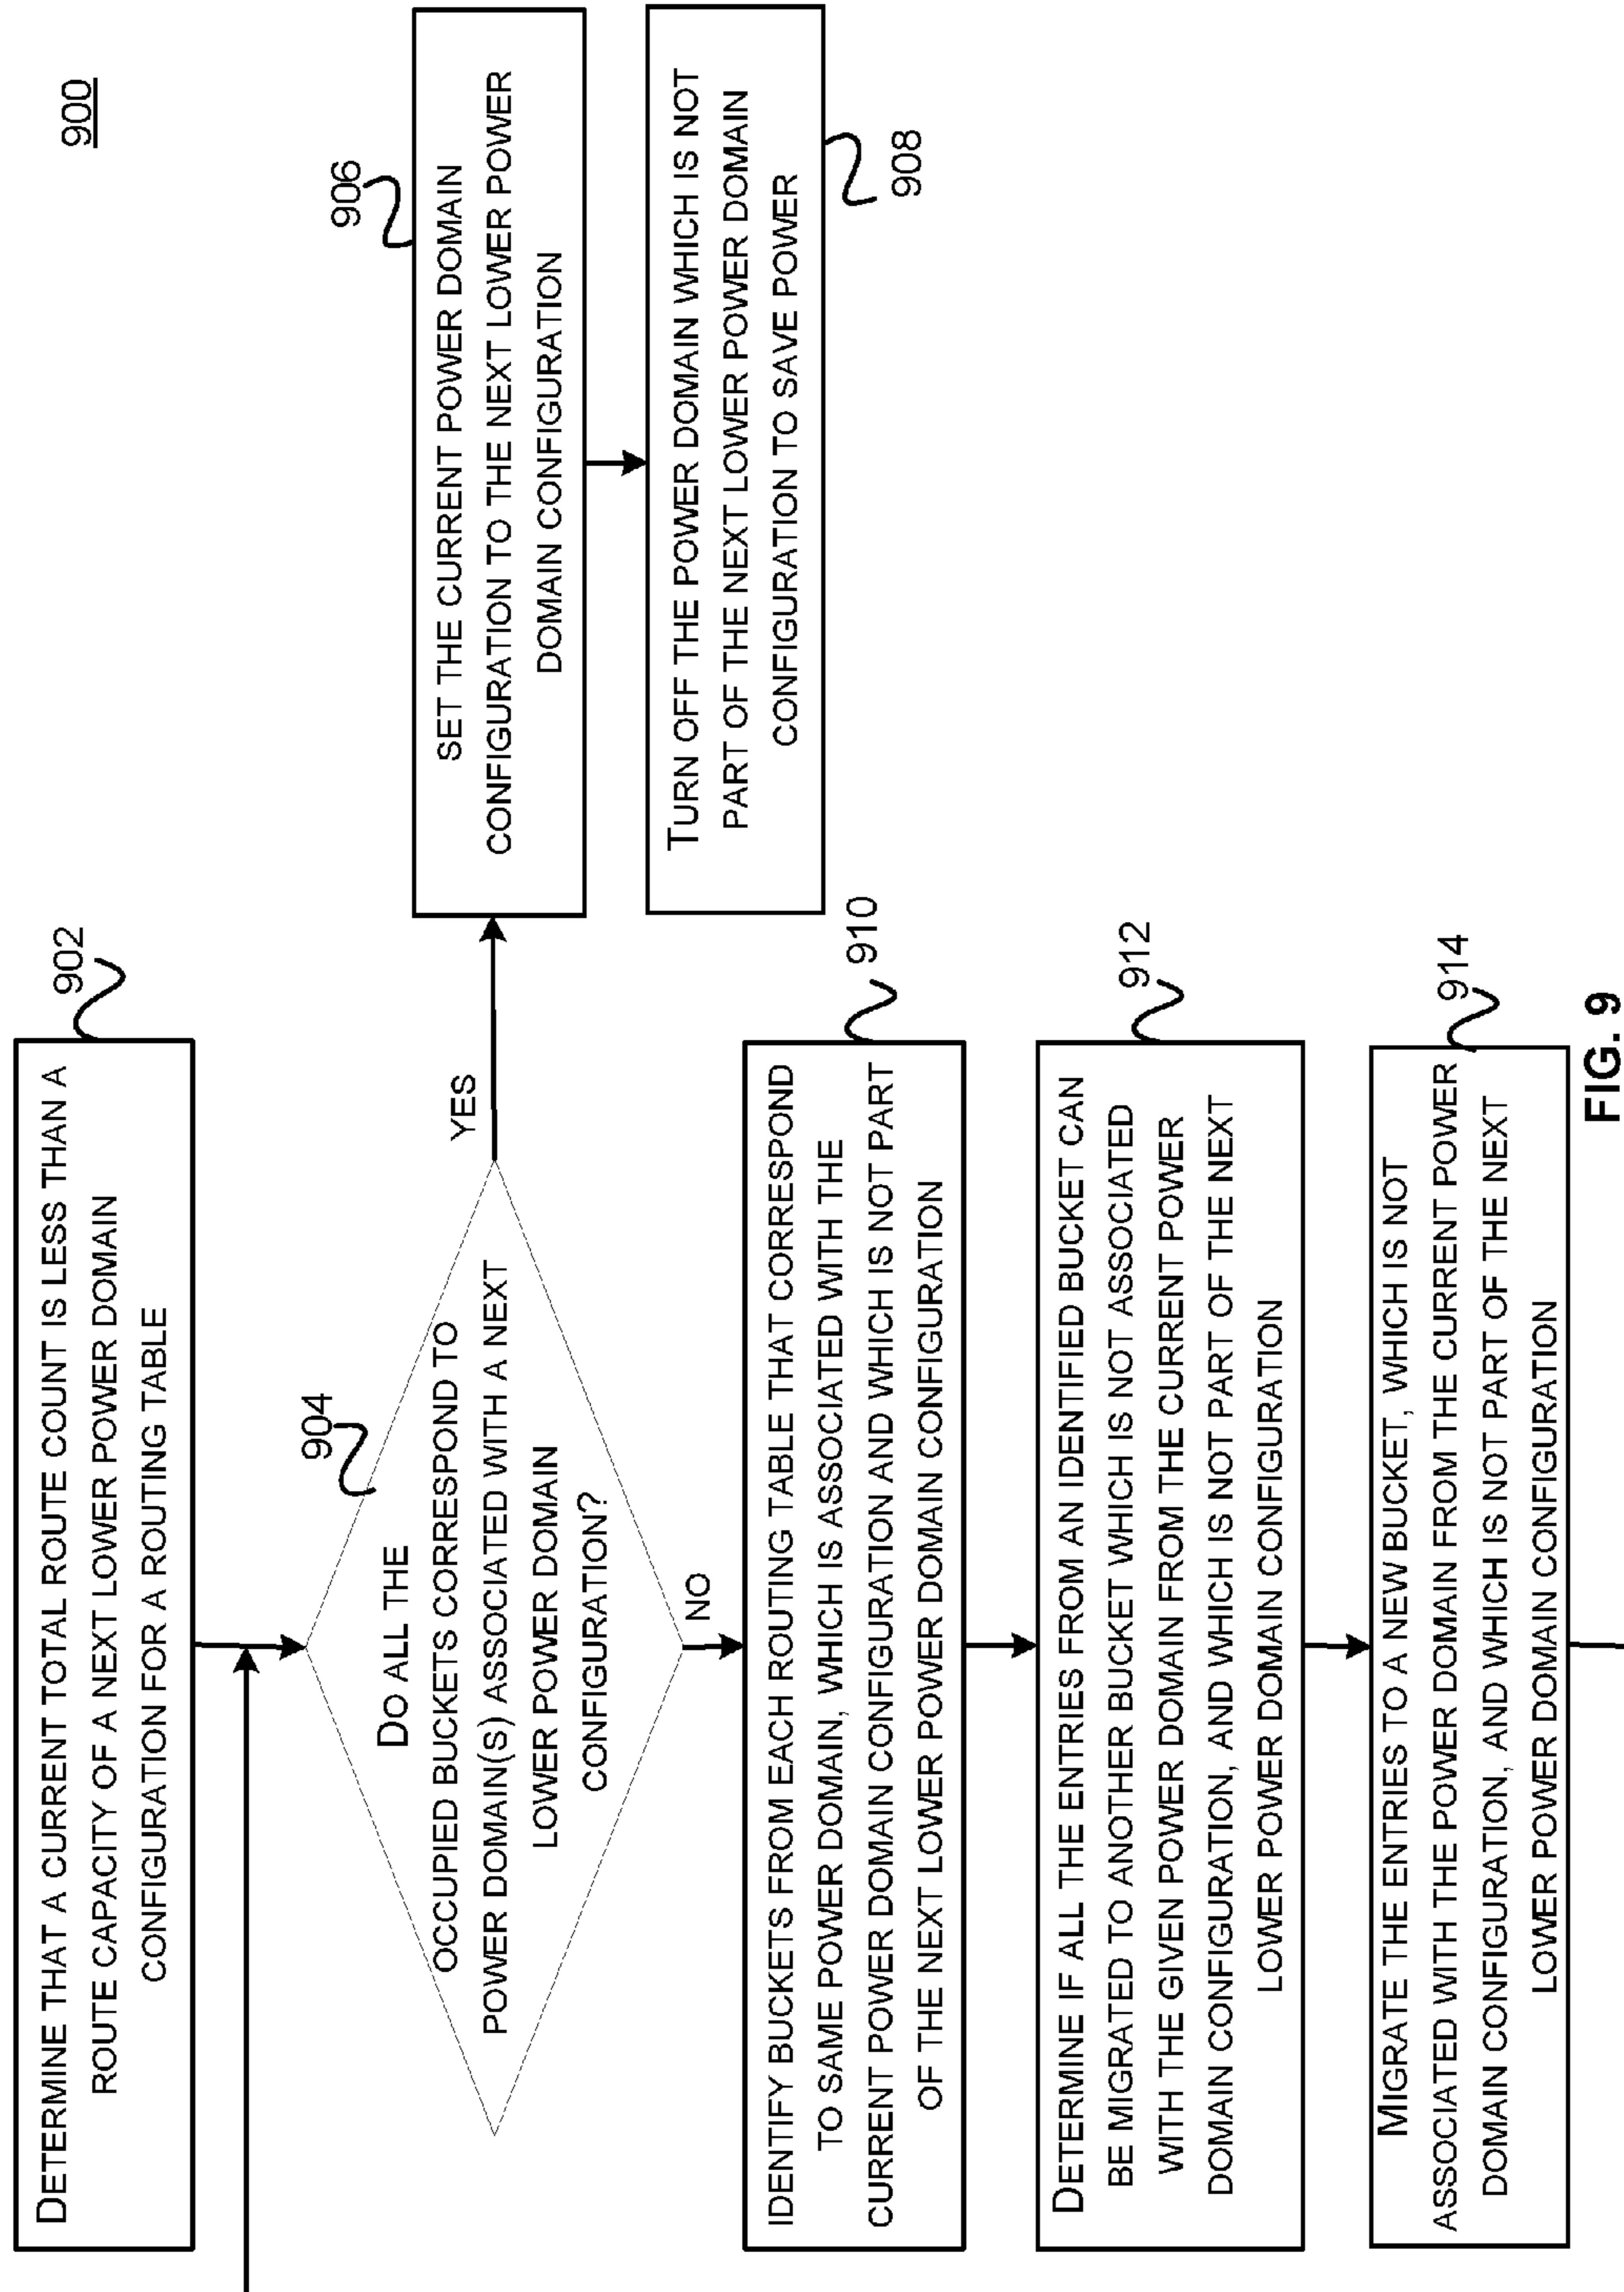 900
902
DETERMINE THAT A CURRENT TOTAL ROUTE COUNT IS LESS THAN A
ROUTE CAPACITY OF A NEXT LOWER POWER DOMAIN
CONFIGURATION FOR A ROUTING TABLE
904
DO ALL THE
OCCUPIED BUCKETS CORRESPOND TO
POWER DOMAIN(S) ASSOCIATED WITH A NEXT
LOWER POWER DOMAIN
CONFIGURATION?
YES
906
SET THE CURRENT POWER DOMAIN
CONFIGURATION TO THE NEXT LOWER POWER
DOMAIN CONFIGURATION
TURN OFF THE POWER DOMAIN WHICH IS NOT
PART OF THE NEXT LOWER POWER DOMAIN
CONFIGURATION TO SAVE POWER
908
NO
910
IDENTIFY BUCKETS FROM EACH ROUTING TABLE THAT CORRESPOND
TO SAME POWER DOMAIN, WHICH IS ASSOCIATED WITH THE
CURRENT POWER DOMAIN CONFIGURATION AND WHICH IS NOT PART
OF THE NEXT LOWER POWER DOMAIN CONFIGURATION
912
DETERMINE IF ALL THE ENTRIES FROM AN IDENTIFIED BUCKET CAN
BE MIGRATED TO ANOTHER BUCKET WHICH IS NOT ASSOCIATED
WITH THE GIVEN POWER DOMAIN FROM THE CURRENT POWER
DOMAIN CONFIGURATION, AND WHICH IS NOT PART OF THE NEXT
LOWER POWER DOMAIN CONFIGURATION
914
MIGRATE THE ENTRIES TO A NEW BUCKET, WHICH IS NOT
ASSOCIATED WITH THE POWER DOMAIN FROM THE CURRENT POWER
DOMAIN CONFIGURATION, AND WHICH IS NOT PART OF THE NEXT
LOWER POWER DOMAIN CONFIGURATION
FIG. 9